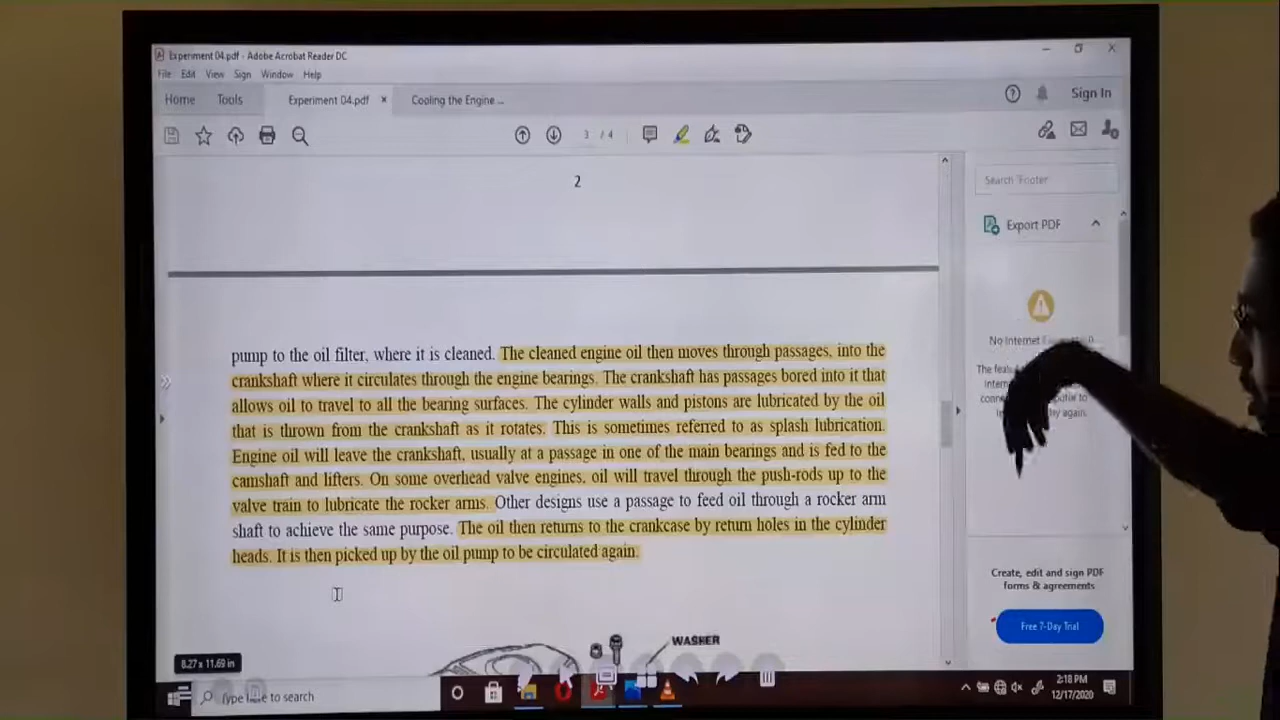 Experiment 04.pdf - Adobe Acrobat Reader DC
File Edit View Sign Window Help
Home Tools Experiment 04.pdf × Cooling the Engine ...
Sign In
3 / 4
2
Search 'Footer'
Export PDF
pump to the oil filter, where it is cleaned. The cleaned engine oil then moves through passages, into the
crankshaft where it circulates through the engine bearings. The crankshaft has passages bored into it that
allows oil to travel to all the bearing surfaces. The cylinder walls and pistons are lubricated by the oil
that is thrown from the crankshaft as it rotates. This is sometimes referred to as splash lubrication.
Engine oil will leave the crankshaft, usually at a passage in one of the main bearings and is fed to the
camshaft and lifters. On some overhead valve engines, oil will travel through the push-rods up to the
valve train to lubricate the rocker arms. Other designs use a passage to feed oil through a rocker arm
shaft to achieve the same purpose. The oil then returns to the crankcase by return holes in the cylinder
heads. It is then picked up by the oil pump to be circulated again.
No Internet
The
Create, edit and sign PDF
forms & agreements
Free 7-Day Trial
WASHER
8.27 x 11.69 in
Type here to search
2:18 PM
12/17/2020